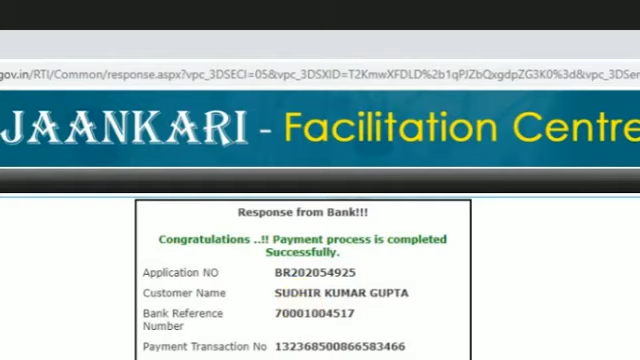 gov.in/RTI/Common/response.aspx?vpc_3DSECI=05&vpc_3DSXID=T2KmwXFDLD%2b1qPJZbQxgdpZG3K0%3d&vpc_3DSen
JAANKARI - Facilitation Centre
Response from Bank!!!
Congratulations ..!! Payment process is completed
Successfully.
Application NO BR202054925
Customer Name SUDHIR KUMAR GUPTA
Bank Reference 70001004517
Number
Payment Transaction No 132368500866583466